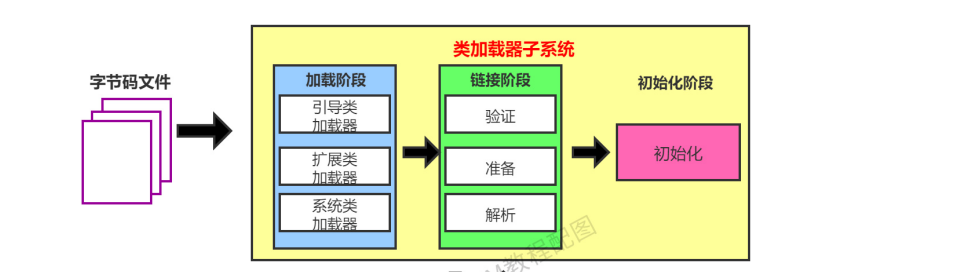 类加载器子系统
字节码文件
加载阶段
引导类
加载器
扩展类
加载器
系统类
加载器
链接阶段
验证
准备
解析
初始化阶段
初始化
教程配图